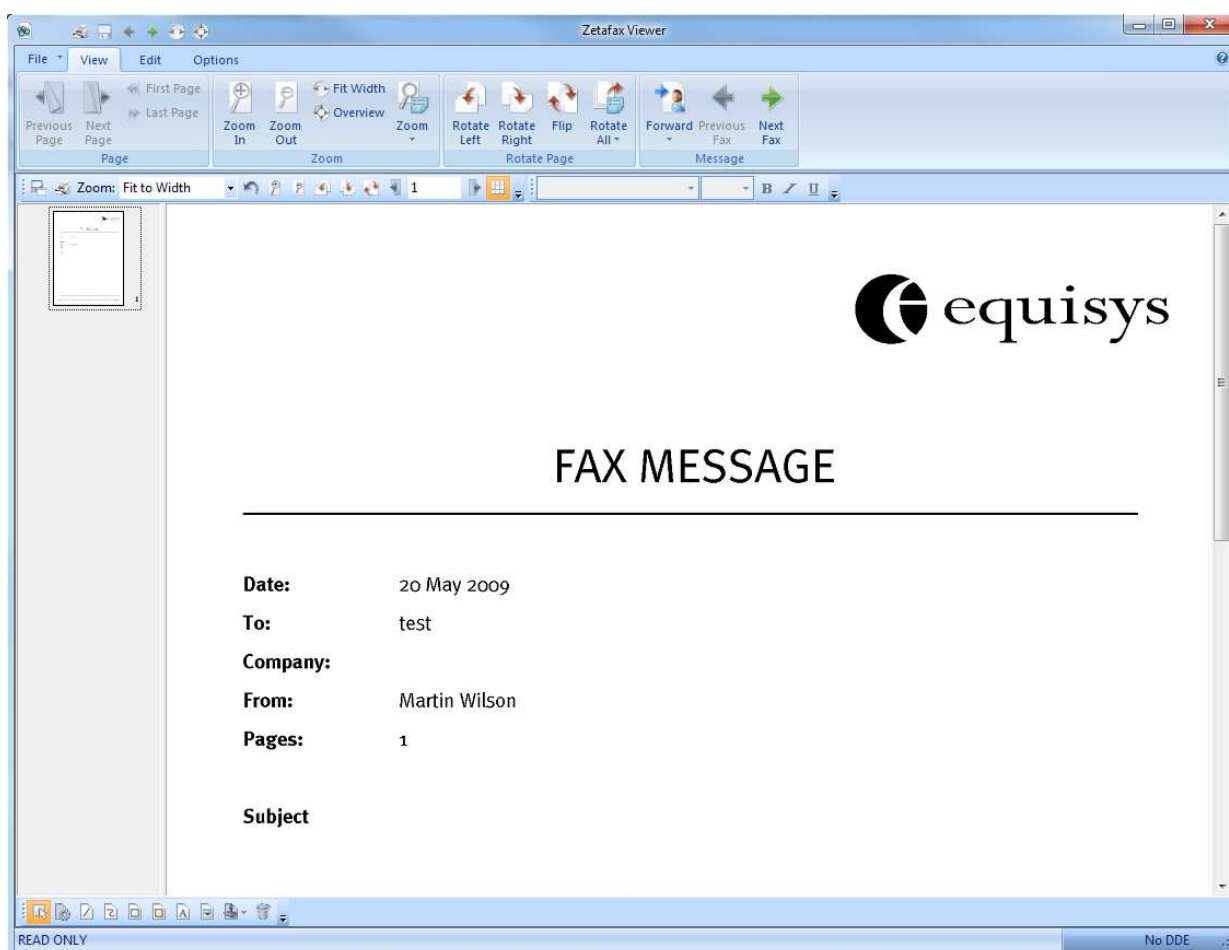 Zetafax Viewer
File View Edit Options
Previous Page
Next Page
First Page
Last Page
Page
Zoom In
Zoom Out
Fit Width
Overview
Zoom
Zoom
Rotate Left
Rotate Right
Flip
Rotate All
Rotate Page
Forward
Previous Fax
Next Fax
Message
Zoom: Fit to Width
1
B I U
1
equisys
FAX MESSAGE
Date: 20 May 2009
To: test
Company:
From: Martin Wilson
Pages: 1
Subject
READ ONLY
No DDE